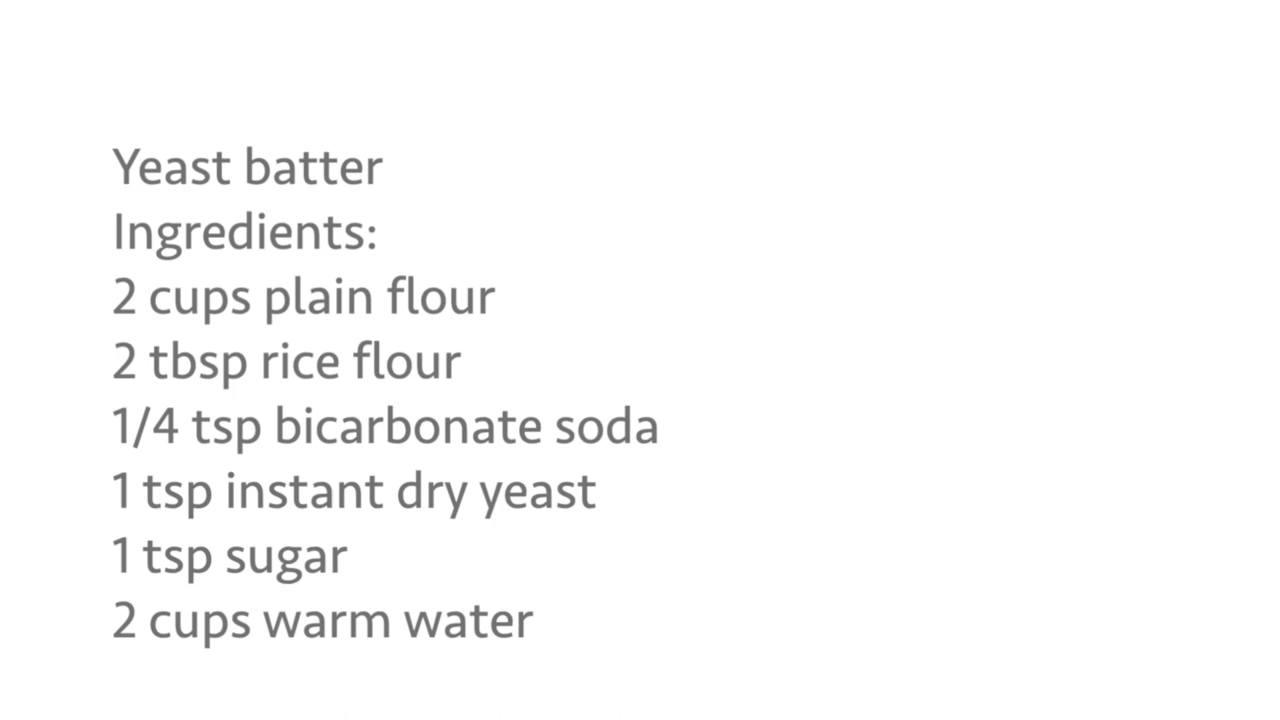 Yeast batter
Ingredients:
2 cups plain flour
2 tbsp rice flour
1/4 tsp bicarbonate soda
1 tsp instant dry yeast
1 tsp sugar
2 cups warm water